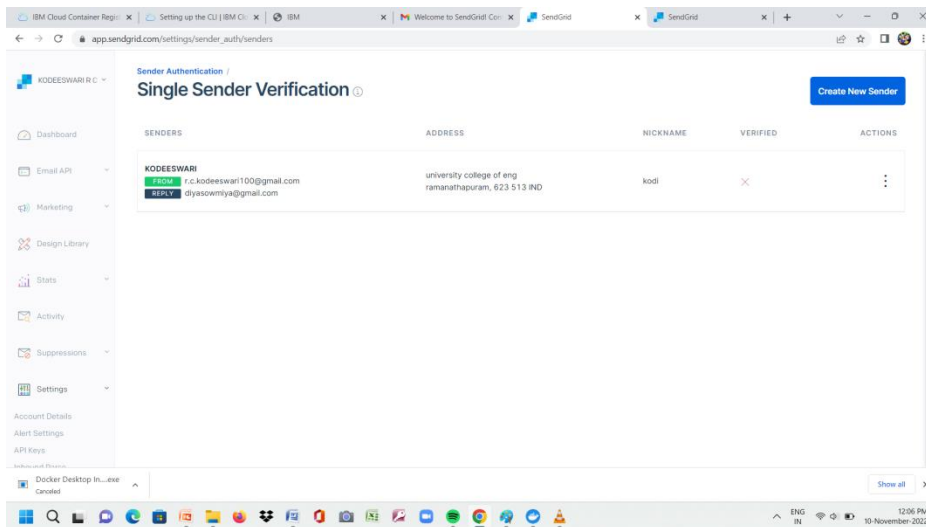 IBM Cloud Container Regis
Setting up the CLI | IBM Cl
IBM
Welcome to SendGrid! Con
SendGrid
SendGrid
app.sendgrid.com/settings/sender_auth/senders
KODEESWARI R C
Sender Authentication /
Single Sender Verification
Create New Sender
Dashboard
Email API
Marketing
Design Library
Stats
Activity
Suppressions
Settings
Account Details
Alert Settings
API Keys
Inbound Parse
SENDERS ADDRESS NICKNAME VERIFIED ACTIONS
KODEESWARI
FROM r.c.kodeeswari100@gmail.com
REPLY diyasowmiya@gmail.com
university college of eng
ramanathapuram, 623 513 IND
kodi
Docker Desktop In....exe
Canceled
Show all
ENG
IN
12:06 PM
10-November-2022